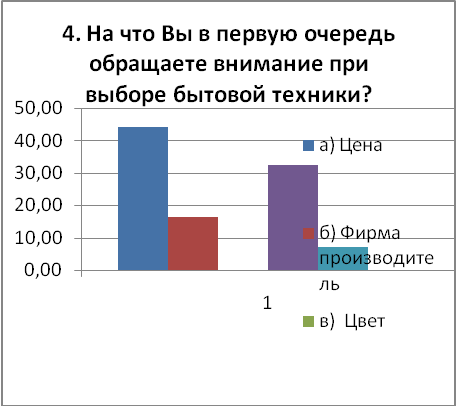 4. На что Вы в первую очередь
обращаете внимание при
выборе бытовой техники?
50,00
40,00
30,00
20,00
10,00
0,00
1
а) Цена
б) Фирма
производите
ль
в) Цвет